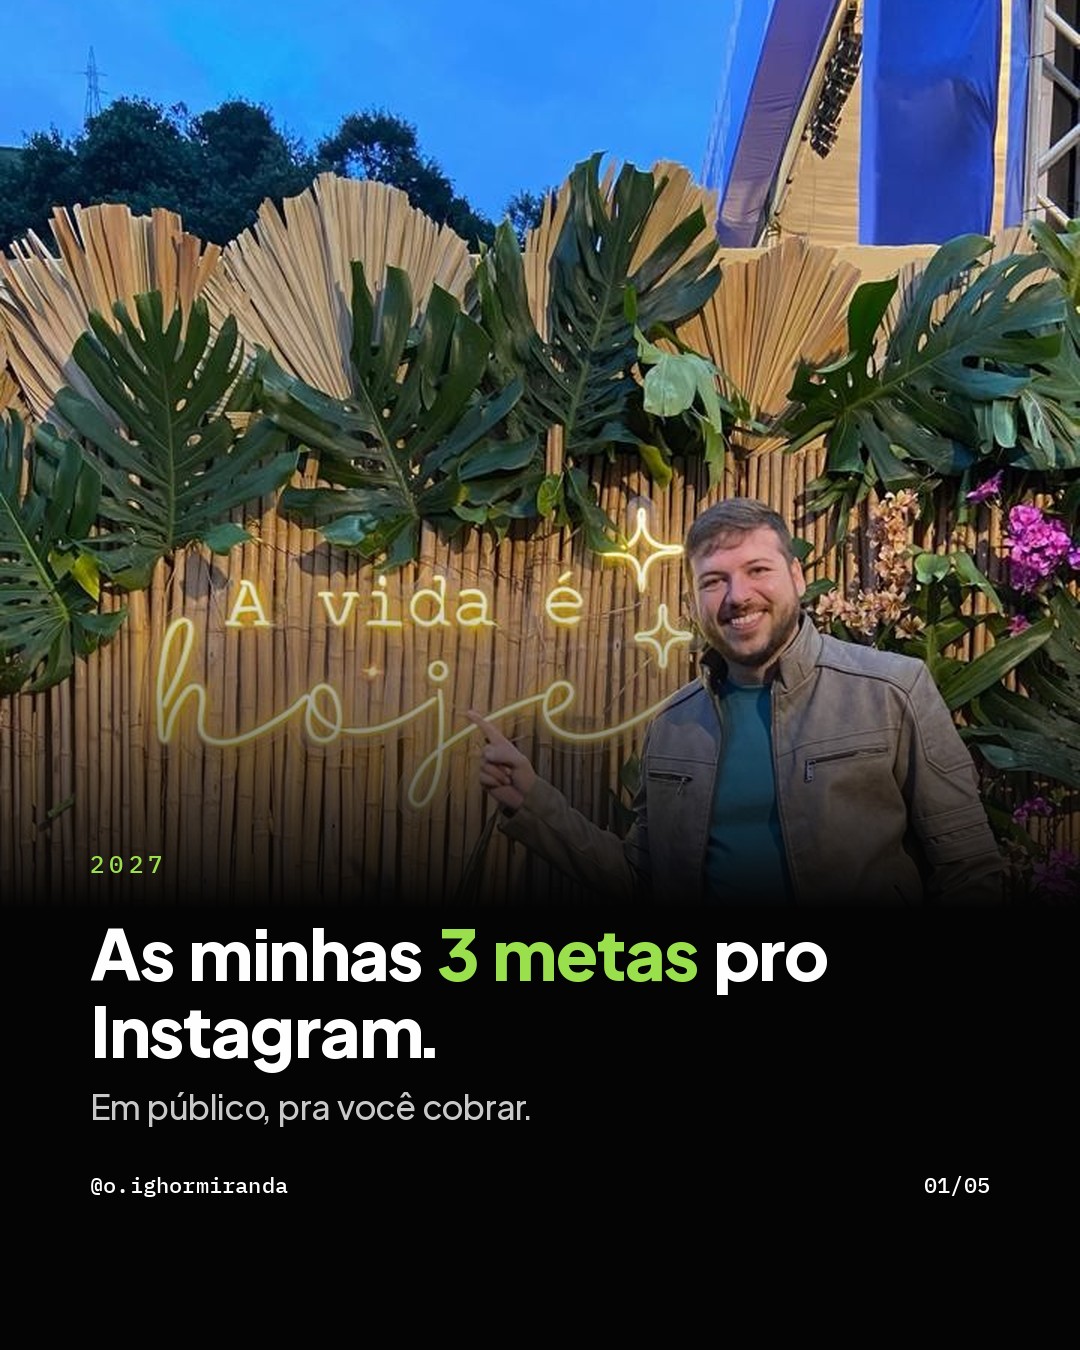 A vida é
hoje
2027
As minhas 3 metas pro
Instagram.
Em público, pra você cobrar.
@o.ighormiranda
01/05